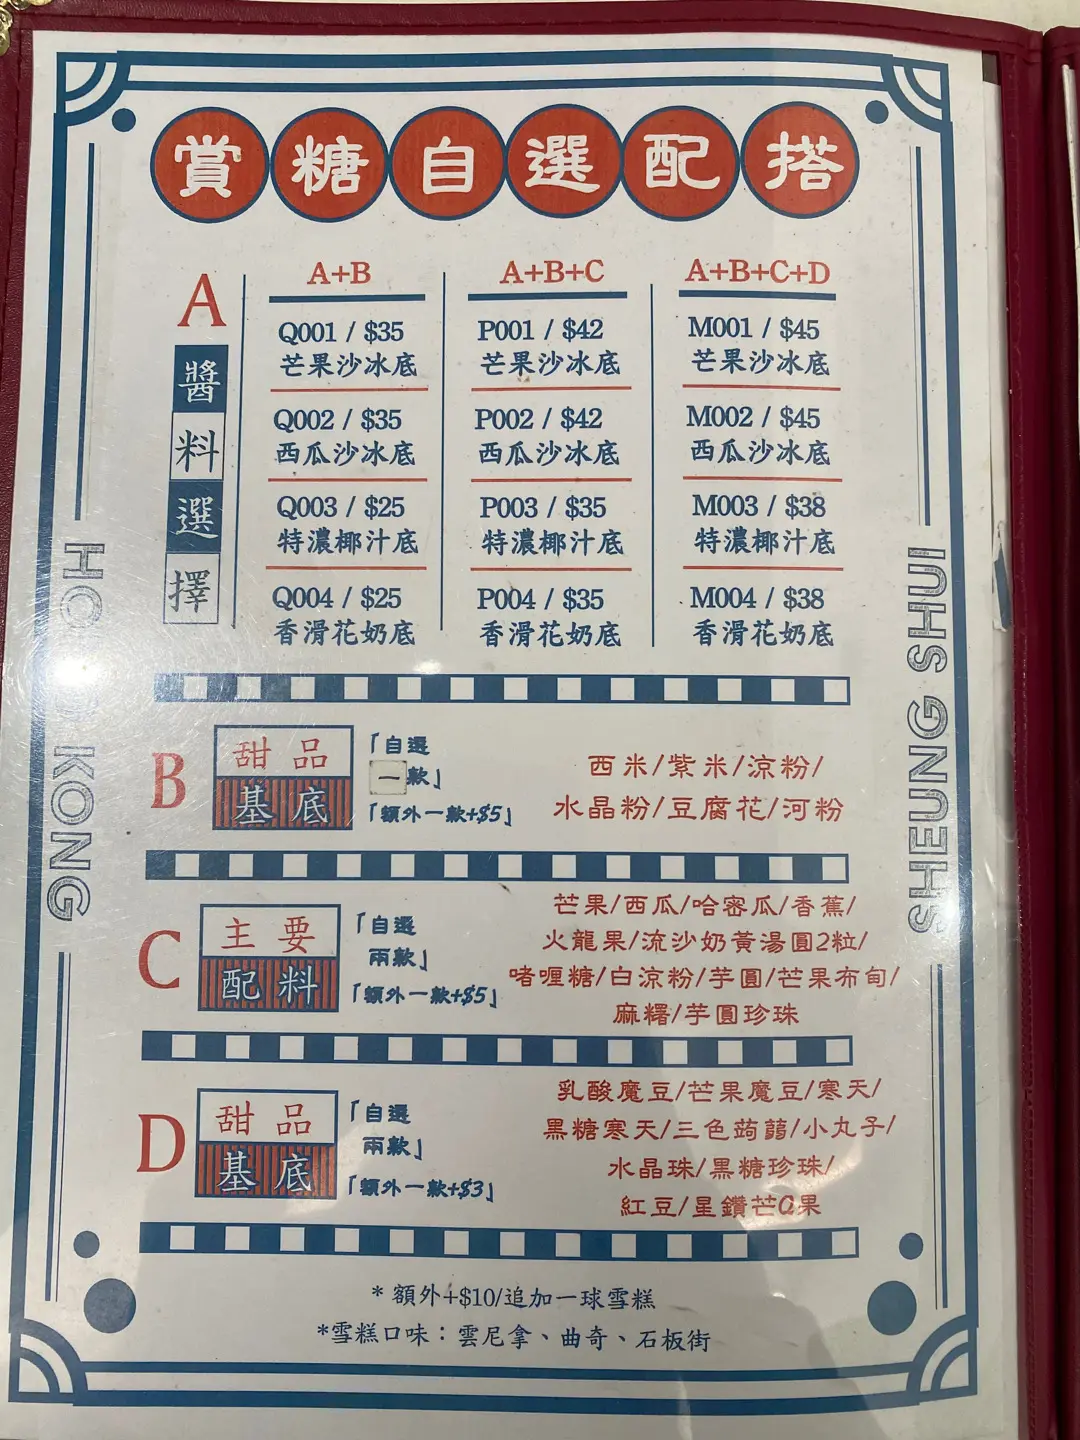 賞糖自選配搭
A
醬料選擇
A+B
Q001 / $35
芒果沙冰底
Q002 / $35
西瓜沙冰底
Q003 / $25
特濃椰汁底
Q004 / $25
香滑花奶底
A+B+C
P001 / $42
芒果沙冰底
P002 / $42
西瓜沙冰底
P003 / $35
特濃椰汁底
P004 / $35
香滑花奶底
A+B+C+D
M001 / $45
芒果沙冰底
M002 / $45
西瓜沙冰底
M003 / $38
特濃椰汁底
M004 / $38
香滑花奶底
B
甜品
基底
「自選
一款」
「額外一款+$5」
西米/紫米/涼粉/
水晶粉/豆腐花/河粉
C
主要
配料
「自選
兩款」
「額外一款+$5」
芒果/西瓜/哈密瓜/香蕉/
火龍果/流沙奶黃湯圓2粒/
啫喱糖/白涼粉/芋圓/芒果布甸/
麻糬/芋圓珍珠
D
甜品
基底
「自選
兩款」
「額外一款+$3」
乳酸魔豆/芒果魔豆/寒天/
黑糖寒天/三色蒟蒻/小丸子/
水晶珠/黑糖珍珠/
紅豆/星鑽芒Q果
* 額外+$10/追加一球雪糕
*雪糕口味：雲尼拿、曲奇、石板街
KONG
SHEUNG SHUI